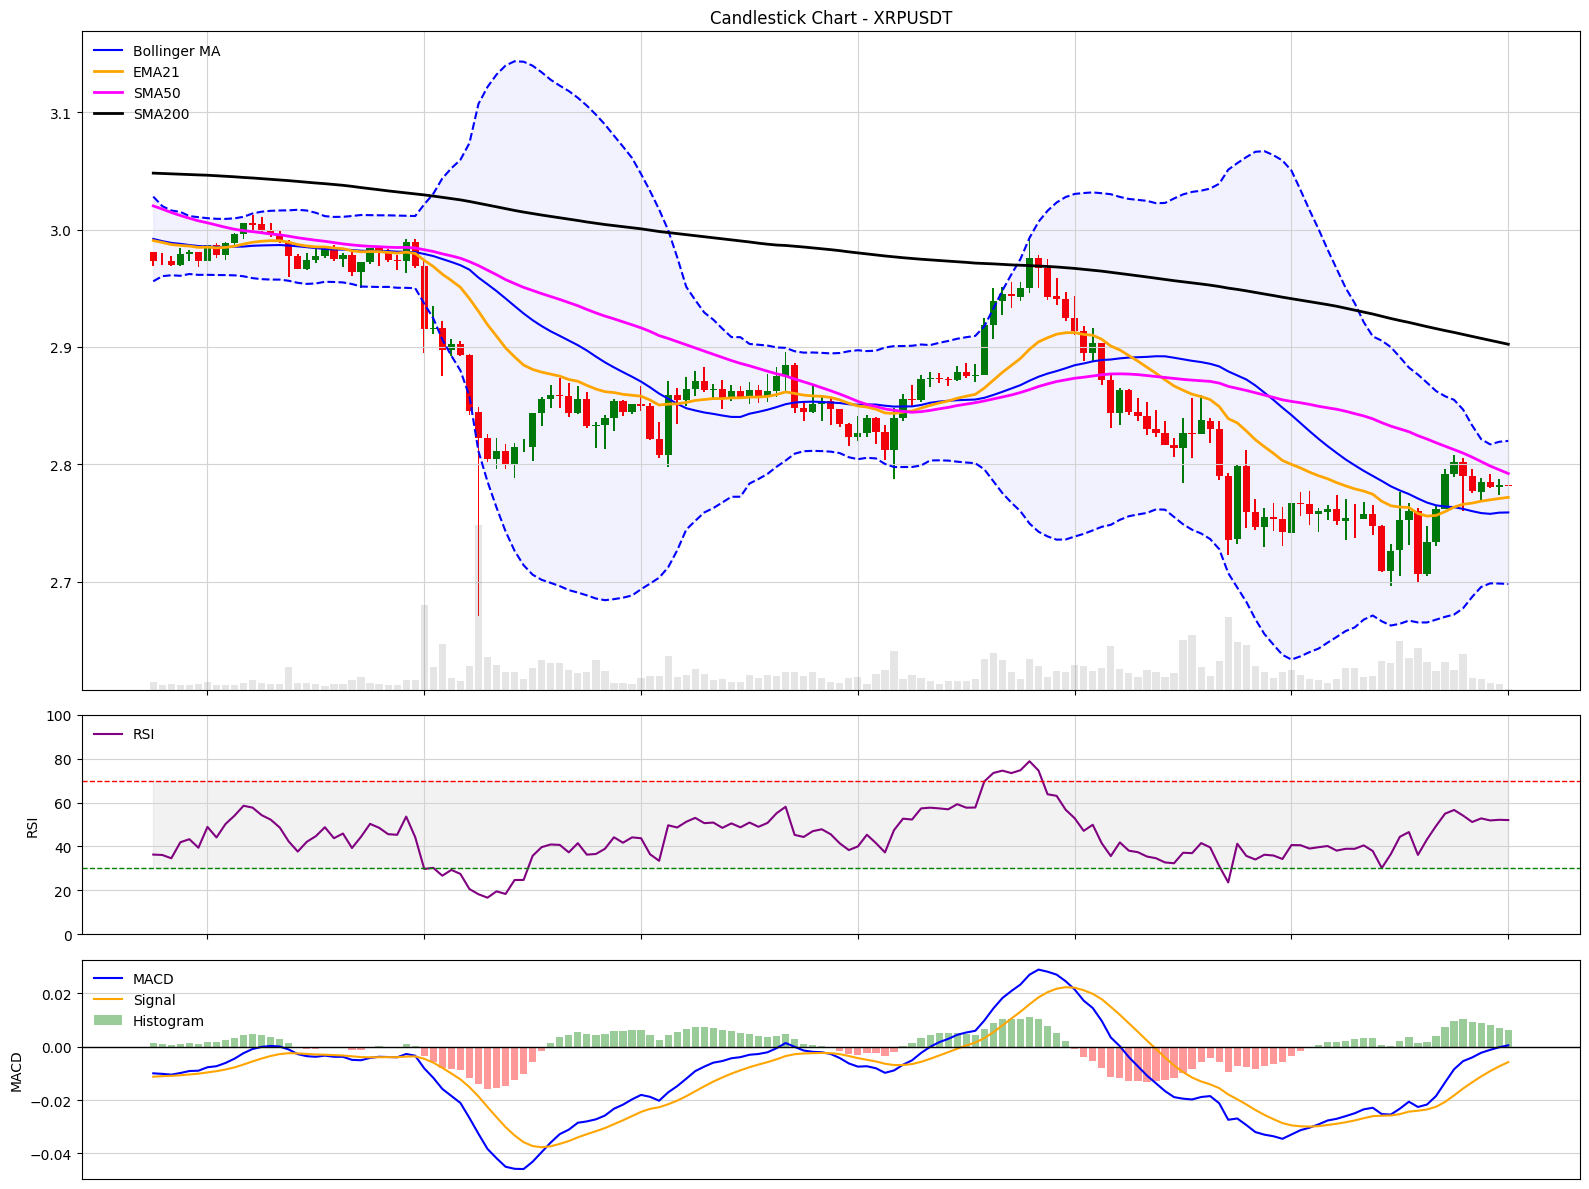 Candlestick Chart - XRPUSDT
Bollinger MA
EMA21
SMA50
SMA200
3.1
3.0
2.9
2.8
2.7
RSI
100
80
60
40
20
0
RSI
MACD
Signal
Histogram
0.02
0.00
−0.02
−0.04
MACD